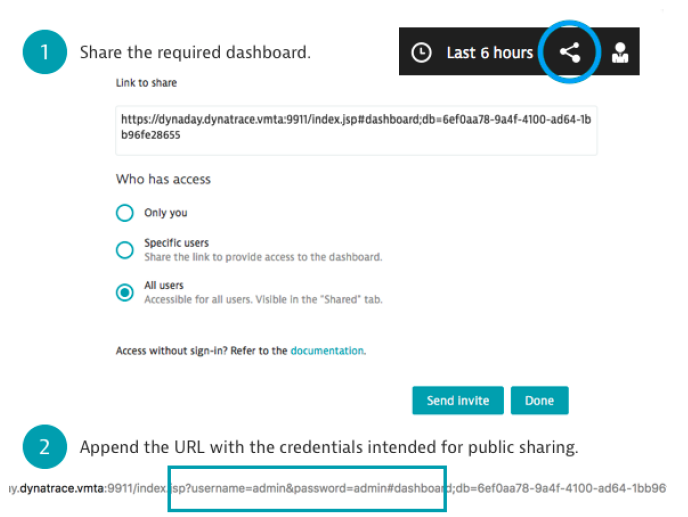 1 Share the required dashboard.
Last 6 hours
Link to share
https://dynaday.dynatrace.vmta:9911/index.jsp#dashboard;db=6ef0aa78-9a4f-4100-ad64-1b
b96fe28655
Who has access
Only you
Specific users
Share the link to provide access to the dashboard.
All users
Accessible for all users. Visible in the "Shared" tab.
Access without sign-in? Refer to the documentation.
Send invite Done
2 Append the URL with the credentials intended for public sharing.
y.dynatrace.vmta:9911/index.jsp?username=admin&password=admin#dashboard;db=6ef0aa78-9a4f-4100-ad64-1bb96